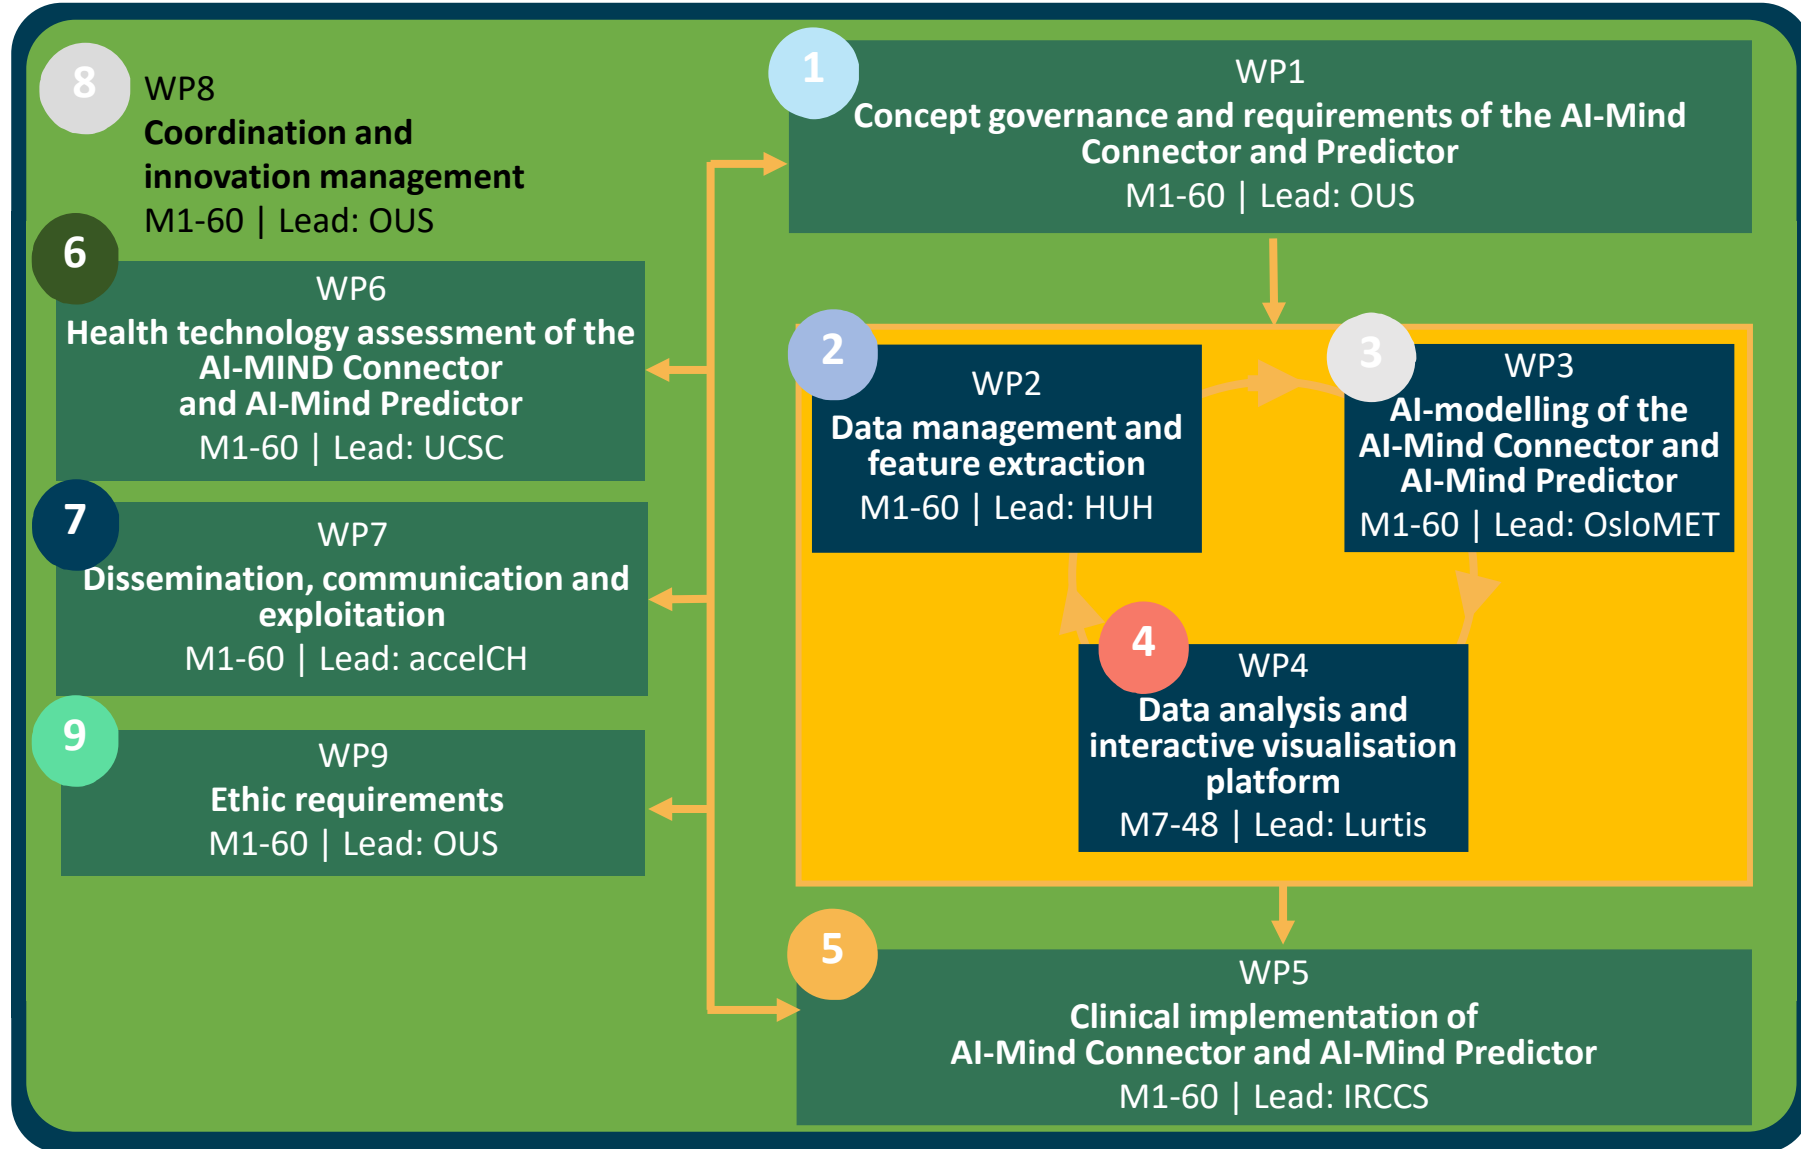 8
WP8
Coordination and
innovation management
M1-60 | Lead: OUS
1
WP1
Concept governance and requirements of the AI-Mind
Connector and Predictor
M1-60 | Lead: OUS
6
WP6
Health technology assessment of the
AI-MIND Connector
and AI-Mind Predictor
M1-60 | Lead: UCSC
2
WP2
Data management and
feature extraction
M1-60 | Lead: HUH
3
WP3
AI-modelling of the
AI-Mind Connector and
AI-Mind Predictor
M1-60 | Lead: OsloMET
7
WP7
Dissemination, communication and
exploitation
M1-60 | Lead: accelCH
4
WP4
Data analysis and
interactive visualisation
platform
M7-48 | Lead: Lurtis
9
WP9
Ethic requirements
M1-60 | Lead: OUS
5
WP5
Clinical implementation of
AI-Mind Connector and AI-Mind Predictor
M1-60 | Lead: IRCCS